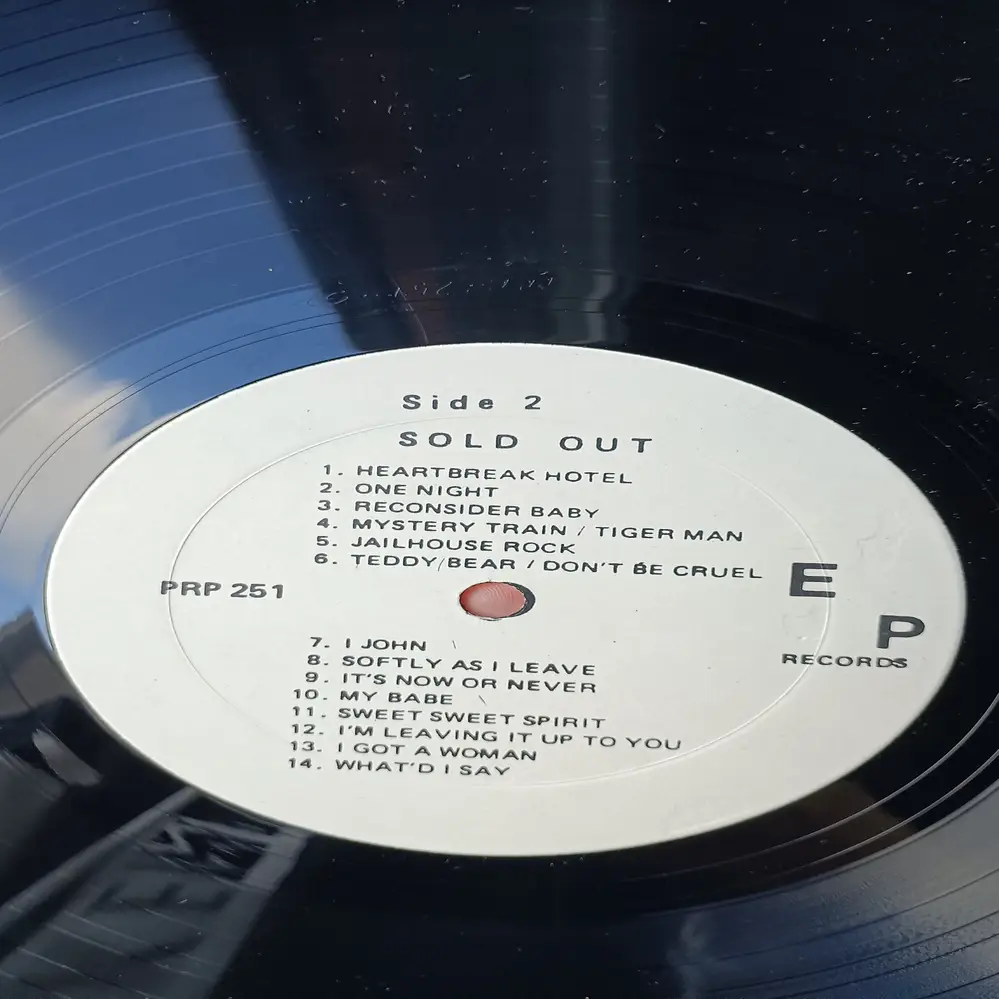 Side 2
SOLD OUT
1. HEARTBREAK HOTEL
2. ONE NIGHT
3. RECONSIDER BABY
4. MYSTERY TRAIN / TIGER MAN
5. JAILHOUSE ROCK
6. TEDDY BEAR / DON'T BE CRUEL
PRP 251
E
P
RECORDS
7. I JOHN
8. SOFTLY AS I LEAVE
9. IT'S NOW OR NEVER
10. MY BABE
11. SWEET SWEET SPIRIT
12. I'M LEAVING IT UP TO YOU
13. I GOT A WOMAN
14. WHAT'D I SAY